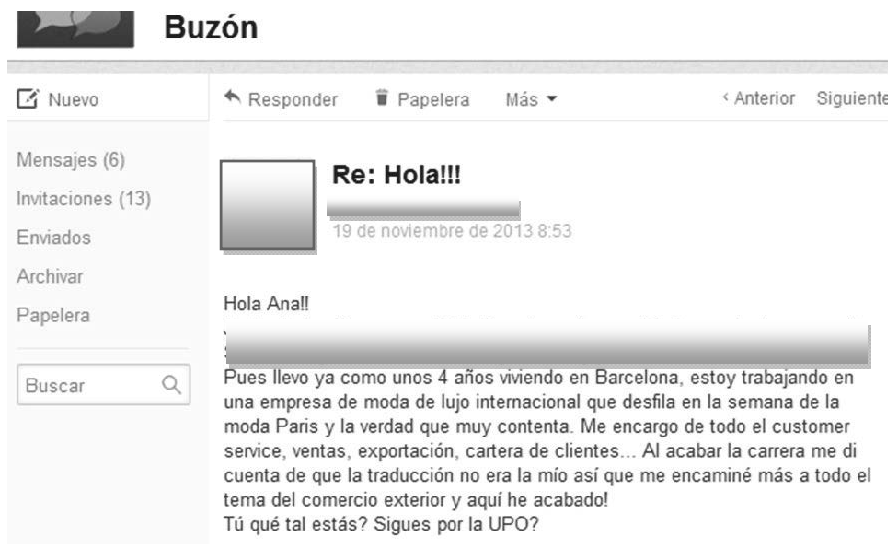 Buzón
Nuevo
Responder Papelera Más < Anterior Siguiente
Mensajes (6)
Invitaciones (13)
Enviados
Archivar
Papelera
Buscar
Re: Hola!!!
19 de noviembre de 2013 8:53
Hola Ana!!
Pues llevo ya como unos 4 años viviendo en Barcelona, estoy trabajando en
una empresa de moda de lujo internacional que desfila en la semana de la
moda Paris y la verdad que muy contenta. Me encargo de todo el customer
service, ventas, exportación, cartera de clientes... Al acabar la carrera me di
cuenta de que la traducción no era la mío así que me encaminé más a todo el
tema del comercio exterior y aquí he acabado!
Tú qué tal estás? Sigues por la UPO?